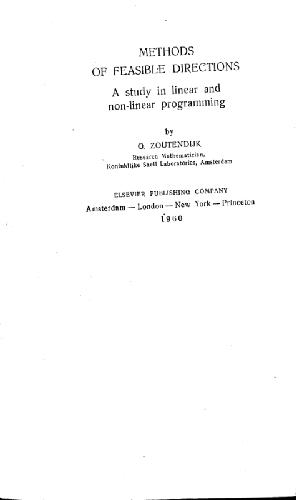 METHODS
OF FEASIBLE DIRECTIONS
A study in linear and
non-linear programming
by
G. ZOUTENDIJK
Research Mathematician,
Koninklijke Shell Laboratories, Amsterdam
ELSEVIER PUBLISHING COMPANY
Amsterdam — London — New York — Princeton
1960